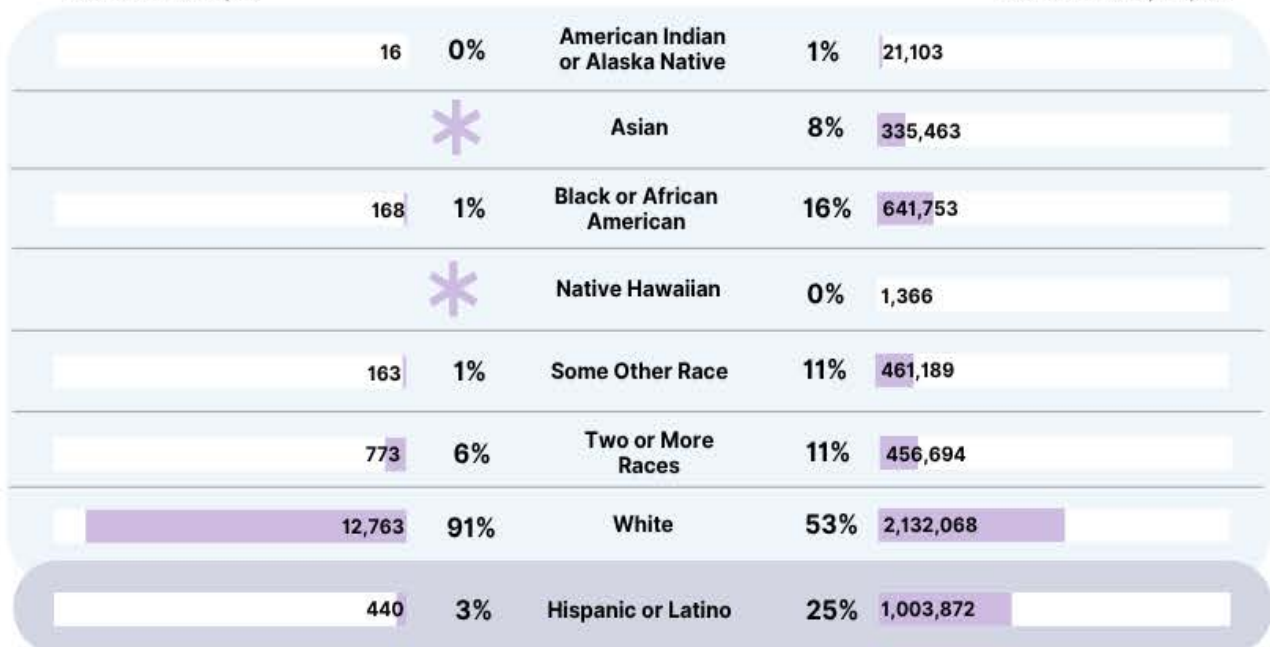 16 0% American Indian or Alaska Native 1% 21,103
* Asian 8% 335,463
168 1% Black or African American 16% 641,753
* Native Hawaiian 0% 1,366
163 1% Some Other Race 11% 461,189
773 6% Two or More Races 11% 456,694
12,763 91% White 53% 2,132,068
440 3% Hispanic or Latino 25% 1,003,872